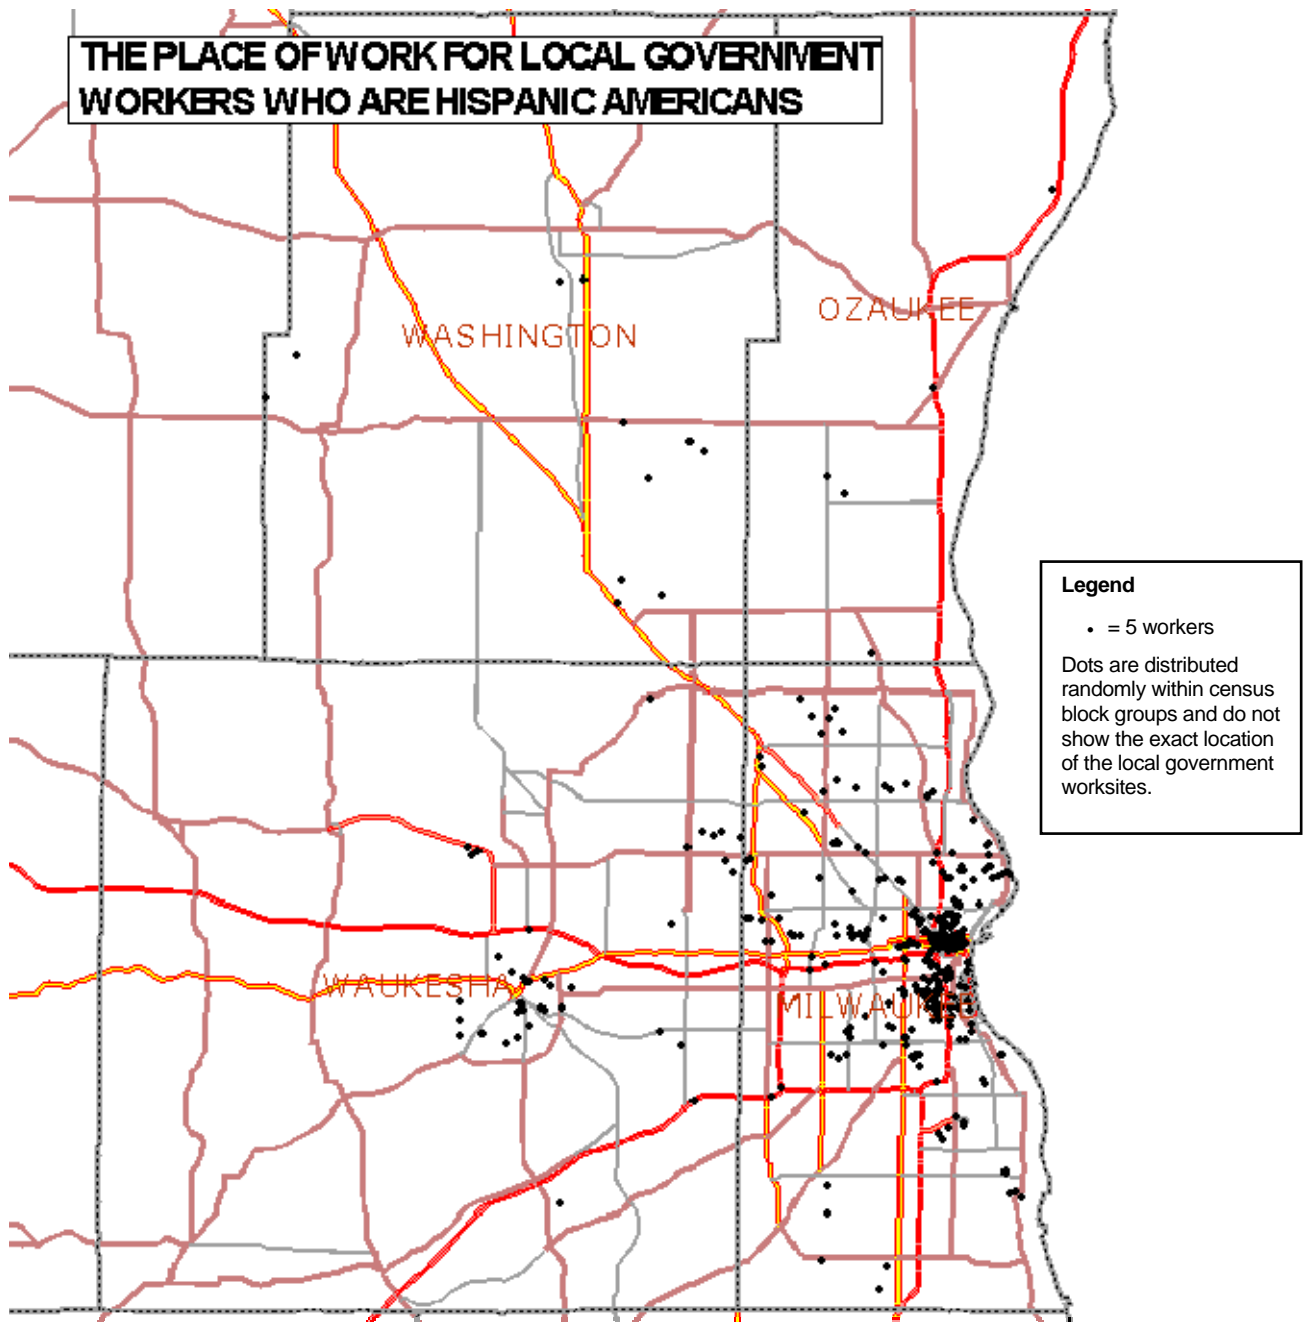 THE PLACE OF WORK FOR LOCAL GOVERNMENT
WORKERS WHO ARE HISPANIC AMERICANS
OZAUKEE
WASHINGTON
Legend
• = 5 workers
Dots are distributed
randomly within census
block groups and do not
show the exact location
of the local government
worksites.
WAUKESHA
MILWAUKEE